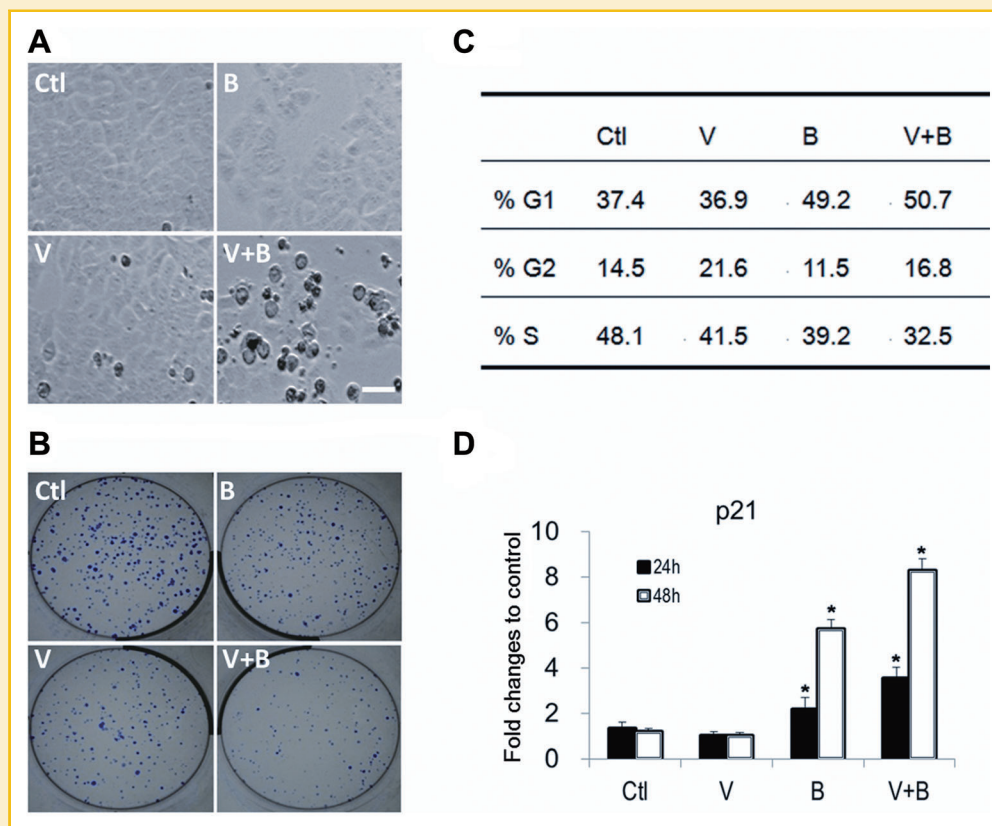 A
Ctl
B
V
V+B
B
Ctl
B
V
V+B
C
Ctl V B V+B
% G1 37.4 36.9 49.2 50.7
% G2 14.5 21.6 11.5 16.8
% S 48.1 41.5 39.2 32.5
D
p21
Fold changes to control
10
8
6
4
2
0
24h
48h
*
*
*
*
Ctl V B V+B